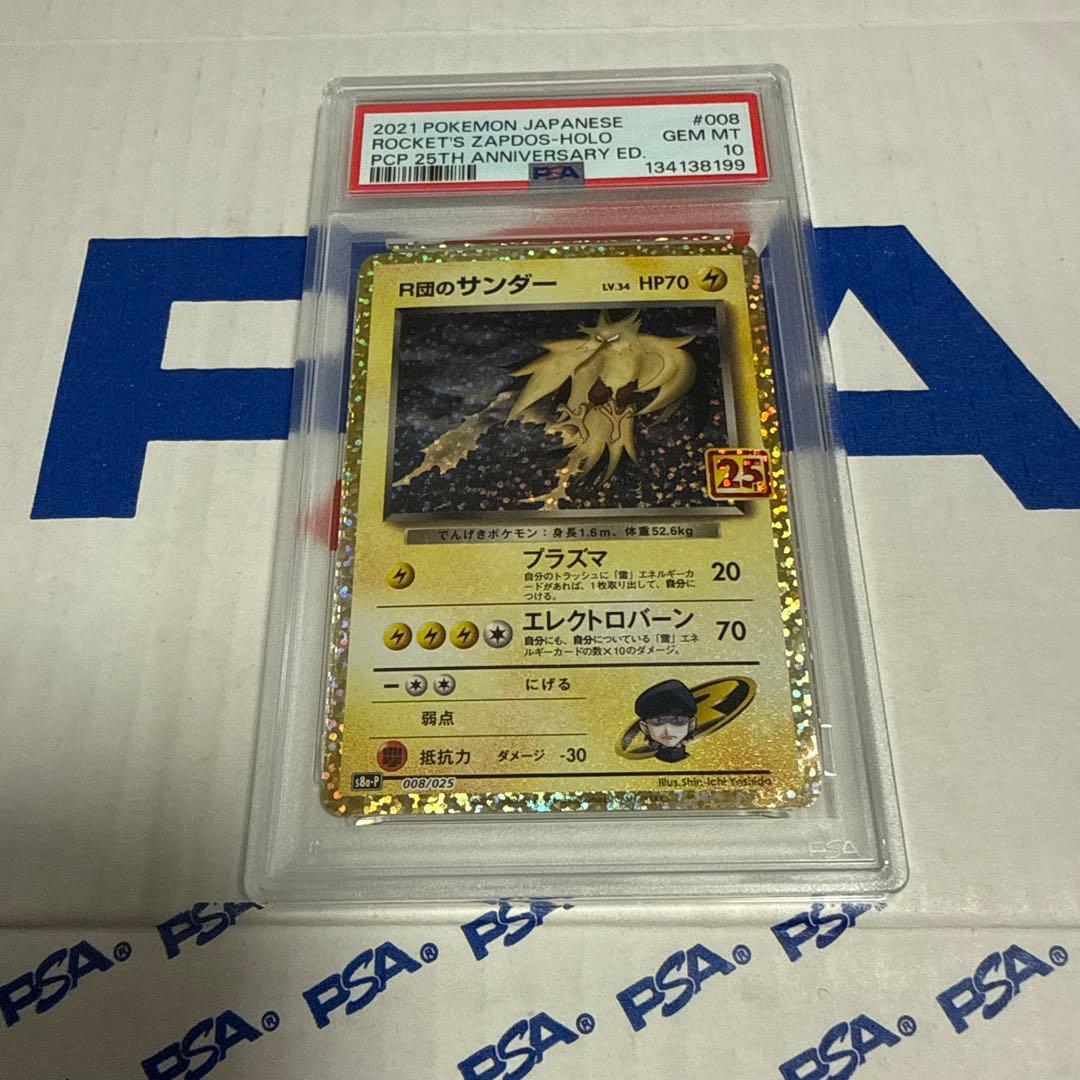 2021 POKEMON JAPANESE #008
ROCKET'S ZAPDOS-HOLO GEM MT
PCP 25TH ANNIVERSARY ED. 10
PSA 134138199
R団のサンダー LV.34 HP70
25
でんげきポケモン：身長1.6m、体重52.6kg
プラズマ 20
自分のトラッシュに「雷」エネルギーカ
ードがあれば、1枚取り出して、自分に
つける。
エレクトロバーン 70
自分にも、自分についている「雷」エネ
ルギーカードの数×10のダメージ。
にげる
弱点
抵抗力 ダメージ -30
R
s8a-P 008/025 illus.Shin-ichi Yoshida
PSA
PSA
PSA® PSA® PSA® PSA® PSA®
PSA® PSA® PSA® PSA® PSA®
PSA® PSA® PSA®